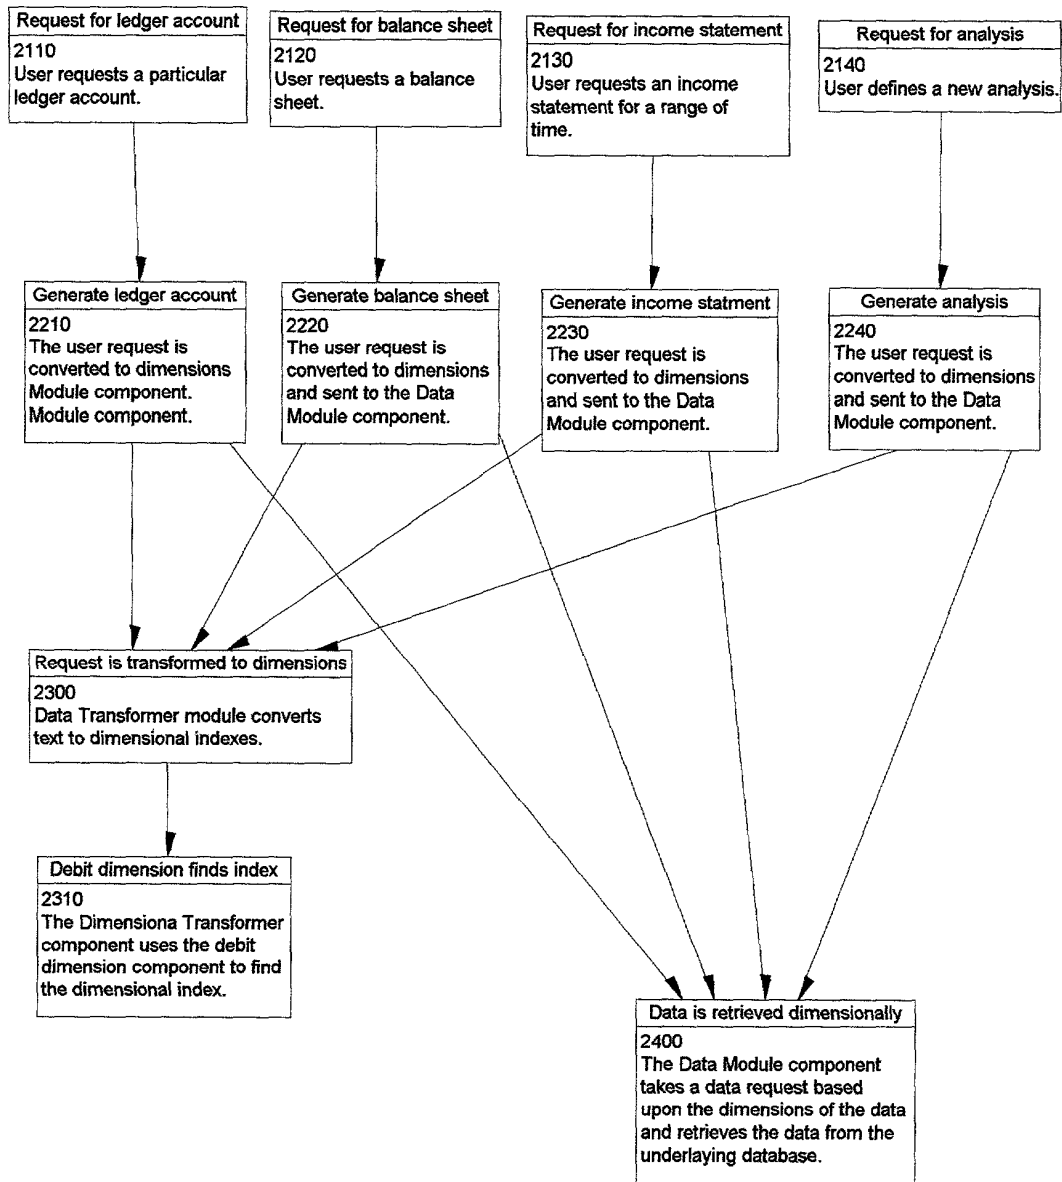 Request for ledger account
2110
User requests a particular
ledger account.
Request for balance sheet
2120
User requests a balance
sheet.
Request for income statement
2130
User requests an income
statement for a range of
time.
Request for analysis
2140
User defines a new analysis.
Generate ledger account
2210
The user request is
converted to dimensions
Module component.
Module component.
Generate balance sheet
2220
The user request is
converted to dimensions
and sent to the Data
Module component.
Generate income statment
2230
The user request is
converted to dimensions
and sent to the Data
Module component.
Generate analysis
2240
The user request is
converted to dimensions
and sent to the Data
Module component.
Request is transformed to dimensions
2300
Data Transformer module converts
text to dimensional indexes.
Debit dimension finds index
2310
The Dimensiona Transformer
component uses the debit
dimension component to find
the dimensional index.
Data is retrieved dimensionally
2400
The Data Module component
takes a data request based
upon the dimensions of the data
and retrieves the data from the
underlaying database.